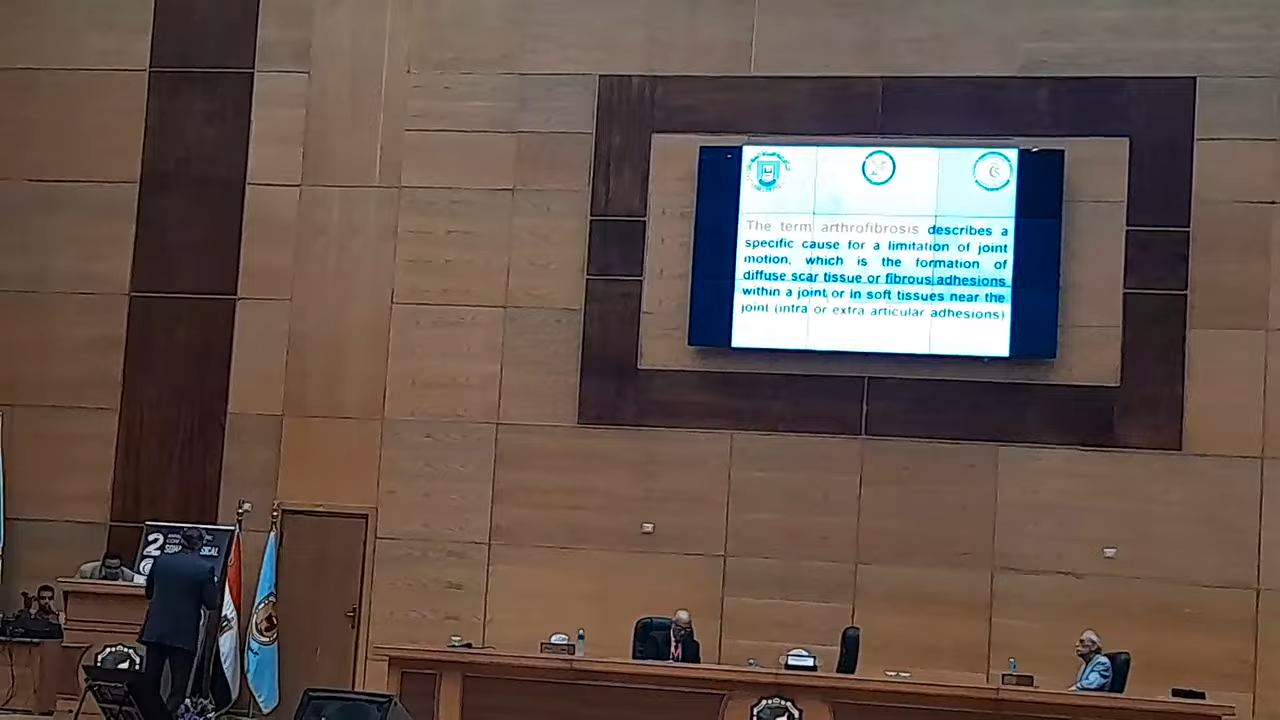 The term arthrofibrosis describes a
specific cause for a limitation of joint
motion, which is the formation of
diffuse scar tissue or fibrous adhesions
within a joint or in soft tissues near the
joint (intra or extra articular adhesions)
2